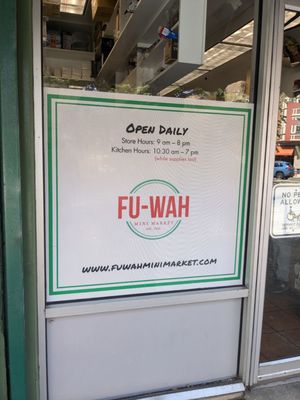 OPEN DAILY
Store Hours: 9 am – 8 pm
Kitchen Hours: 10:30 am – 7 pm
(while supplies last)
FU-WAH
MINI MARKET
WWW.FUWAHMINIMARKET.COM
NO PE
ALLOW